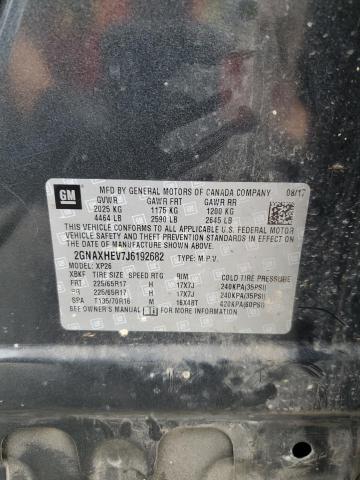 GM
MFD BY GENERAL MOTORS OF CANADA COMPANY 08/17
GVWR GAWR FRT GAWR RR
2025 KG 1175 KG 1200 KG
4464 LB 2590 LB 2645 LB
THIS VEHICLE CONFORMS TO ALL APPLICABLE U.S. FEDERAL
MOTOR VEHICLE SAFETY AND THEFT PREVENTION STANDARDS
IN EFFECT ON THE DATE OF MANUFACTURE SHOWN ABOVE.
2GNAXHEV7J6192682 TYPE: M.P.V.
MODEL: XP26
XBKF TIRE SIZE SPEED RTG RIM COLD TIRE PRESSURE
FRT 225/65R17 H 17X7J 240KPA(35PSI)
RR 225/65R17 H 17X7J 240KPA(35PSI)
SPA T135/70R16 M 16X4BT 420KPA(60PSI)
SEE OWNER'S MANUAL FOR MORE INFORMATION